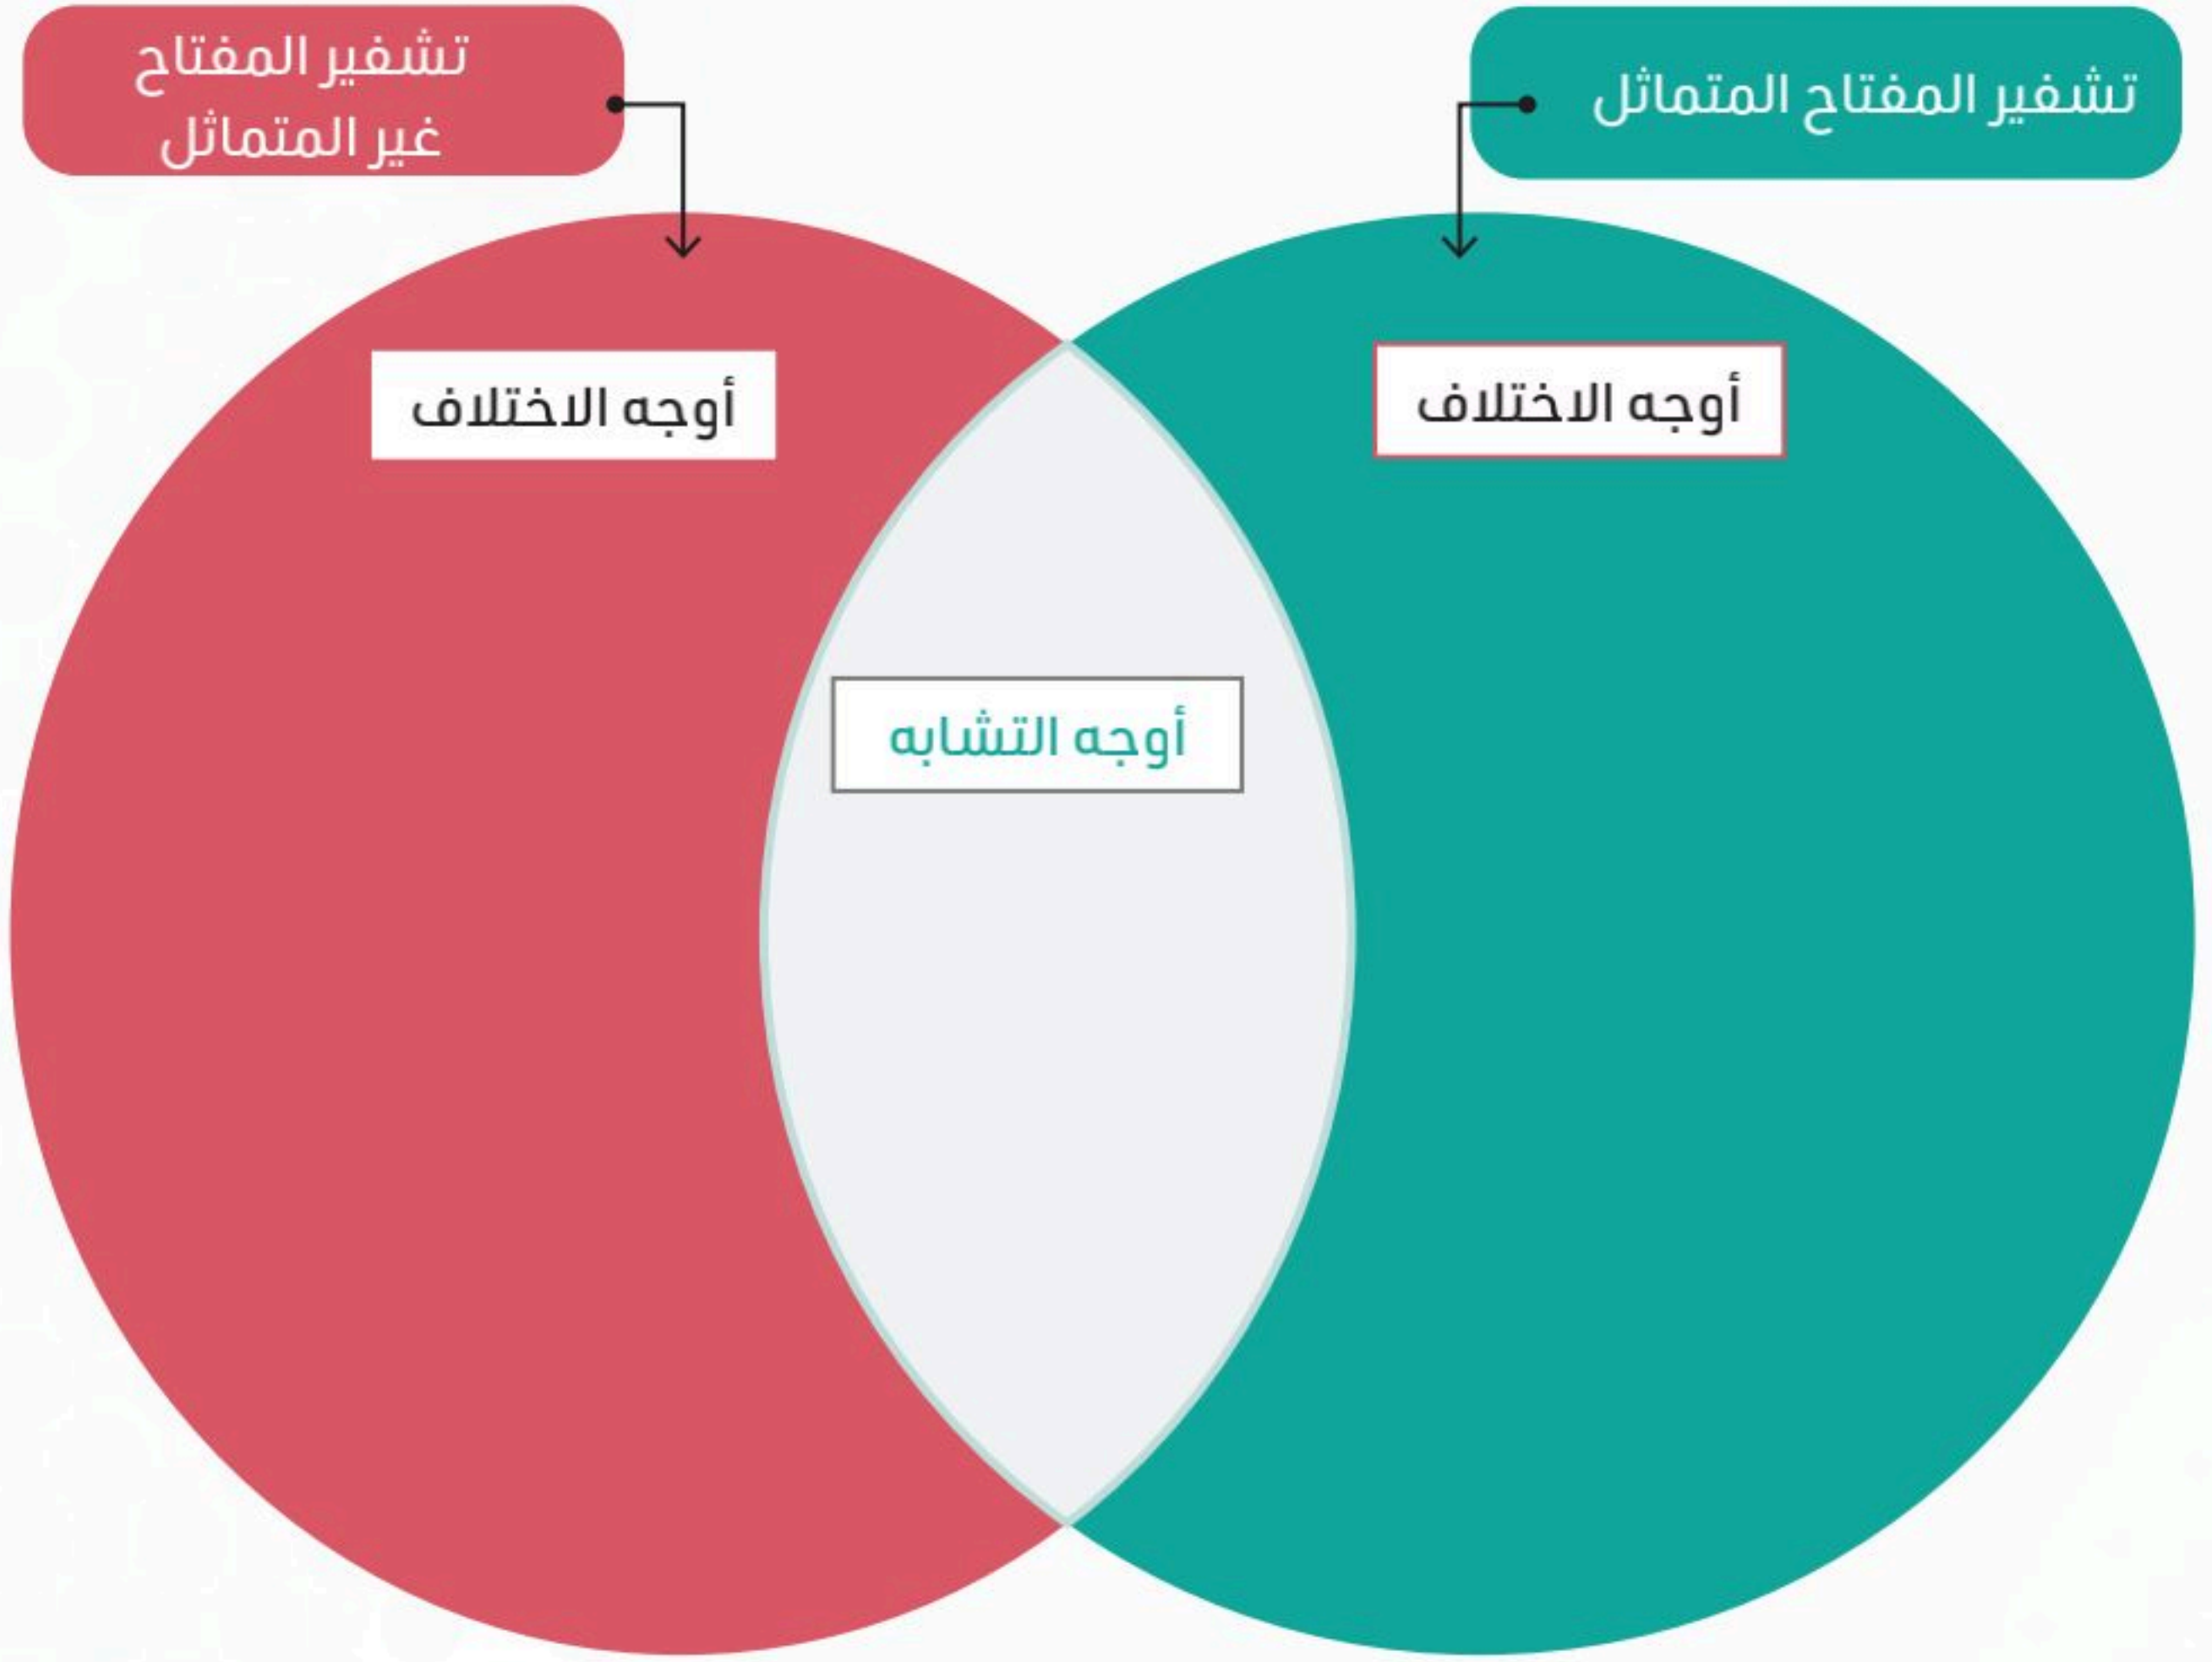 تشفير المفتاح المتماثل
تشفير المفتاح
غير المتماثل
أوجه الاختلاف
أوجه الاختلاف
أوجه التشابه